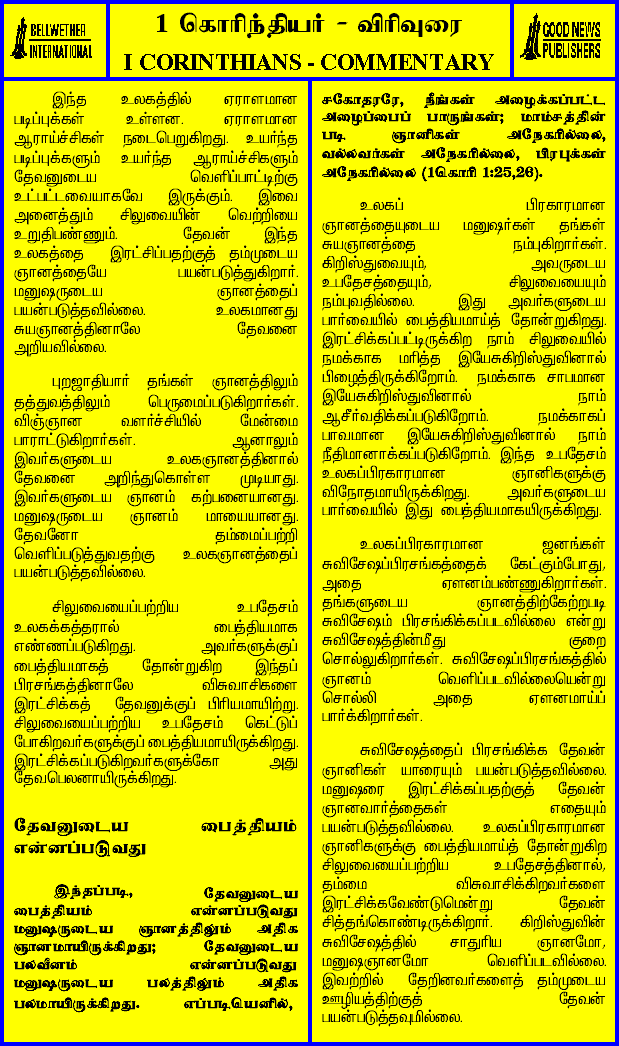 BELLWETHER
INTERNATIONAL
1 கொரிந்தியர் - விரிவுரை
I CORINTHIANS - COMMENTARY
GOOD NEWS
PUBLISHERS
இந்த உலகத்தில் ஏராளமான
படிப்புக்கள் உள்ளன. ஏராளமான
ஆராய்ச்சிகள் நடைபெறுகிறது. உயர்ந்த
படிப்புக்களும் உயர்ந்த ஆராய்ச்சிகளும்
தேவனுடைய வெளிப்பாட்டிற்கு
உட்பட்டவையாகவே இருக்கும். இவை
அனைத்தும் சிலுவையின் வெற்றியை
உறுதிபண்ணும். தேவன் இந்த
உலகத்தை இரட்சிப்பதற்குத் தம்முடைய
ஞானத்தையே பயன்படுத்துகிறார்.
மனுஷருடைய ஞானத்தைப்
பயன்படுத்தவில்லை. உலகமானது
சுயஞானத்தினாலே தேவனை
அறியவில்லை.
புறஜாதியார் தங்கள் ஞானத்திலும்
தத்துவத்திலும் பெருமைப்படுகிறார்கள்.
விஞ்ஞான வளர்ச்சியில் மேன்மை
பாராட்டுகிறார்கள். ஆனாலும்
இவர்களுடைய உலகஞானத்தினால்
தேவனை அறிந்துகொள்ள முடியாது.
இவர்களுடைய ஞானம் கற்பனையானது.
மனுஷருடைய ஞானம் மாயையானது.
தேவனோ தம்மைப்பற்றி
வெளிப்படுத்துவதற்கு உலகஞானத்தைப்
பயன்படுத்தவில்லை.
சிலுவையைப்பற்றிய உபதேசம்
உலகக்கத்தரால் பைத்தியமாக
எண்ணப்படுகிறது. அவர்களுக்குப்
பைத்தியமாகத் தோன்றுகிற இந்தப்
பிரசங்கத்தினாலே விசுவாசிகளை
இரட்சிக்கத் தேவனுக்குப் பிரியமாயிற்று.
சிலுவையைப்பற்றிய உபதேசம் கெட்டுப்
போகிறவர்களுக்குப் பைத்தியமாயிருக்கிறது.
இரட்சிக்கப்படுகிறவர்களுக்கோ அது
தேவபெலனாயிருக்கிறது.
தேவனுடைய பைத்தியம்
என்னப்படுவது
இந்தப்படி, தேவனுடைய
பைத்தியம் என்னப்படுவது
மனுஷருடைய ஞானத்திலும் அதிக
ஞானமாயிருக்கிறது; தேவனுடைய
பலவீனம் என்னப்படுவது
மனுஷருடைய பலத்திலும் அதிக
பலமாயிருக்கிறது. எப்படியெனில்,
சகோதரரே, நீங்கள் அழைக்கப்பட்ட
அழைப்பைப் பாருங்கள்; மாம்சத்தின்
படி ஞானிகள் அநேகரில்லை,
வல்லவர்கள் அநேகரில்லை, பிரபுக்கள்
அநேகரில்லை (1கொரி 1:25,26).
உலகப் பிரகாரமான
ஞானத்தையுடைய மனுஷர்கள் தங்கள்
சுயஞானத்தை நம்புகிறார்கள்.
கிறிஸ்துவையும், அவருடைய
உபதேசத்தையும், சிலுவையையும்
நம்புவதில்லை. இது அவர்களுடைய
பார்வையில் பைத்தியமாய்த் தோன்றுகிறது.
இரட்சிக்கப்பட்டிருக்கிற நாம் சிலுவையில்
நமக்காக மரித்த இயேசுகிறிஸ்துவினால்
பிழைத்திருக்கிறோம். நமக்காக சாபமான
இயேசுகிறிஸ்துவினால் நாம்
ஆசீர்வதிக்கப்படுகிறோம். நமக்காகப்
பாவமான இயேசுகிறிஸ்துவினால் நாம்
நீதிமானாக்கப்படுகிறோம். இந்த உபதேசம்
உலகப்பிரகாரமான ஞானிகளுக்கு
விநோதமாயிருக்கிறது. அவர்களுடைய
பார்வையில் இது பைத்தியமாகயிருக்கிறது.
உலகப்பிரகாரமான ஜனங்கள்
சுவிசேஷப்பிரசங்கத்தைக் கேட்கும்போது,
அதை ஏளனம்பண்ணுகிறார்கள்.
தங்களுடைய ஞானத்திற்கேற்றபடி
சுவிசேஷம் பிரசங்கிக்கப்படவில்லை என்று
சுவிசேஷத்தின்மீது குறை
சொல்லுகிறார்கள். சுவிசேஷப்பிரசங்கத்தில்
ஞானம் வெளிப்படவில்லையென்று
சொல்லி அதை ஏளனமாய்ப்
பார்க்கிறார்கள்.
சுவிசேஷத்தைப் பிரசங்கிக்க தேவன்
ஞானிகள் யாரையும் பயன்படுத்தவில்லை.
மனுஷரை இரட்சிக்கப்பதற்குத் தேவன்
ஞானவார்த்தைகள் எதையும்
பயன்படுத்தவில்லை. உலகப்பிரகாரமான
ஞானிகளுக்கு பைத்தியமாய்த் தோன்றுகிற
சிலுவையைப்பற்றிய உபதேசத்தினால்,
தம்மை விசுவாசிக்கிறவர்களை
இரட்சிக்கவேண்டுமென்று தேவன்
சித்தங்கொண்டிருக்கிறார். கிறிஸ்துவின்
சுவிசேஷத்தில் சாதுரிய ஞானமோ,
மனுஷஞானமோ வெளிப்படவில்லை.
இவற்றில் தேறினவர்களைத் தம்முடைய
ஊழியத்திற்குத் தேவன்
பயன்படுத்தவுமில்லை.